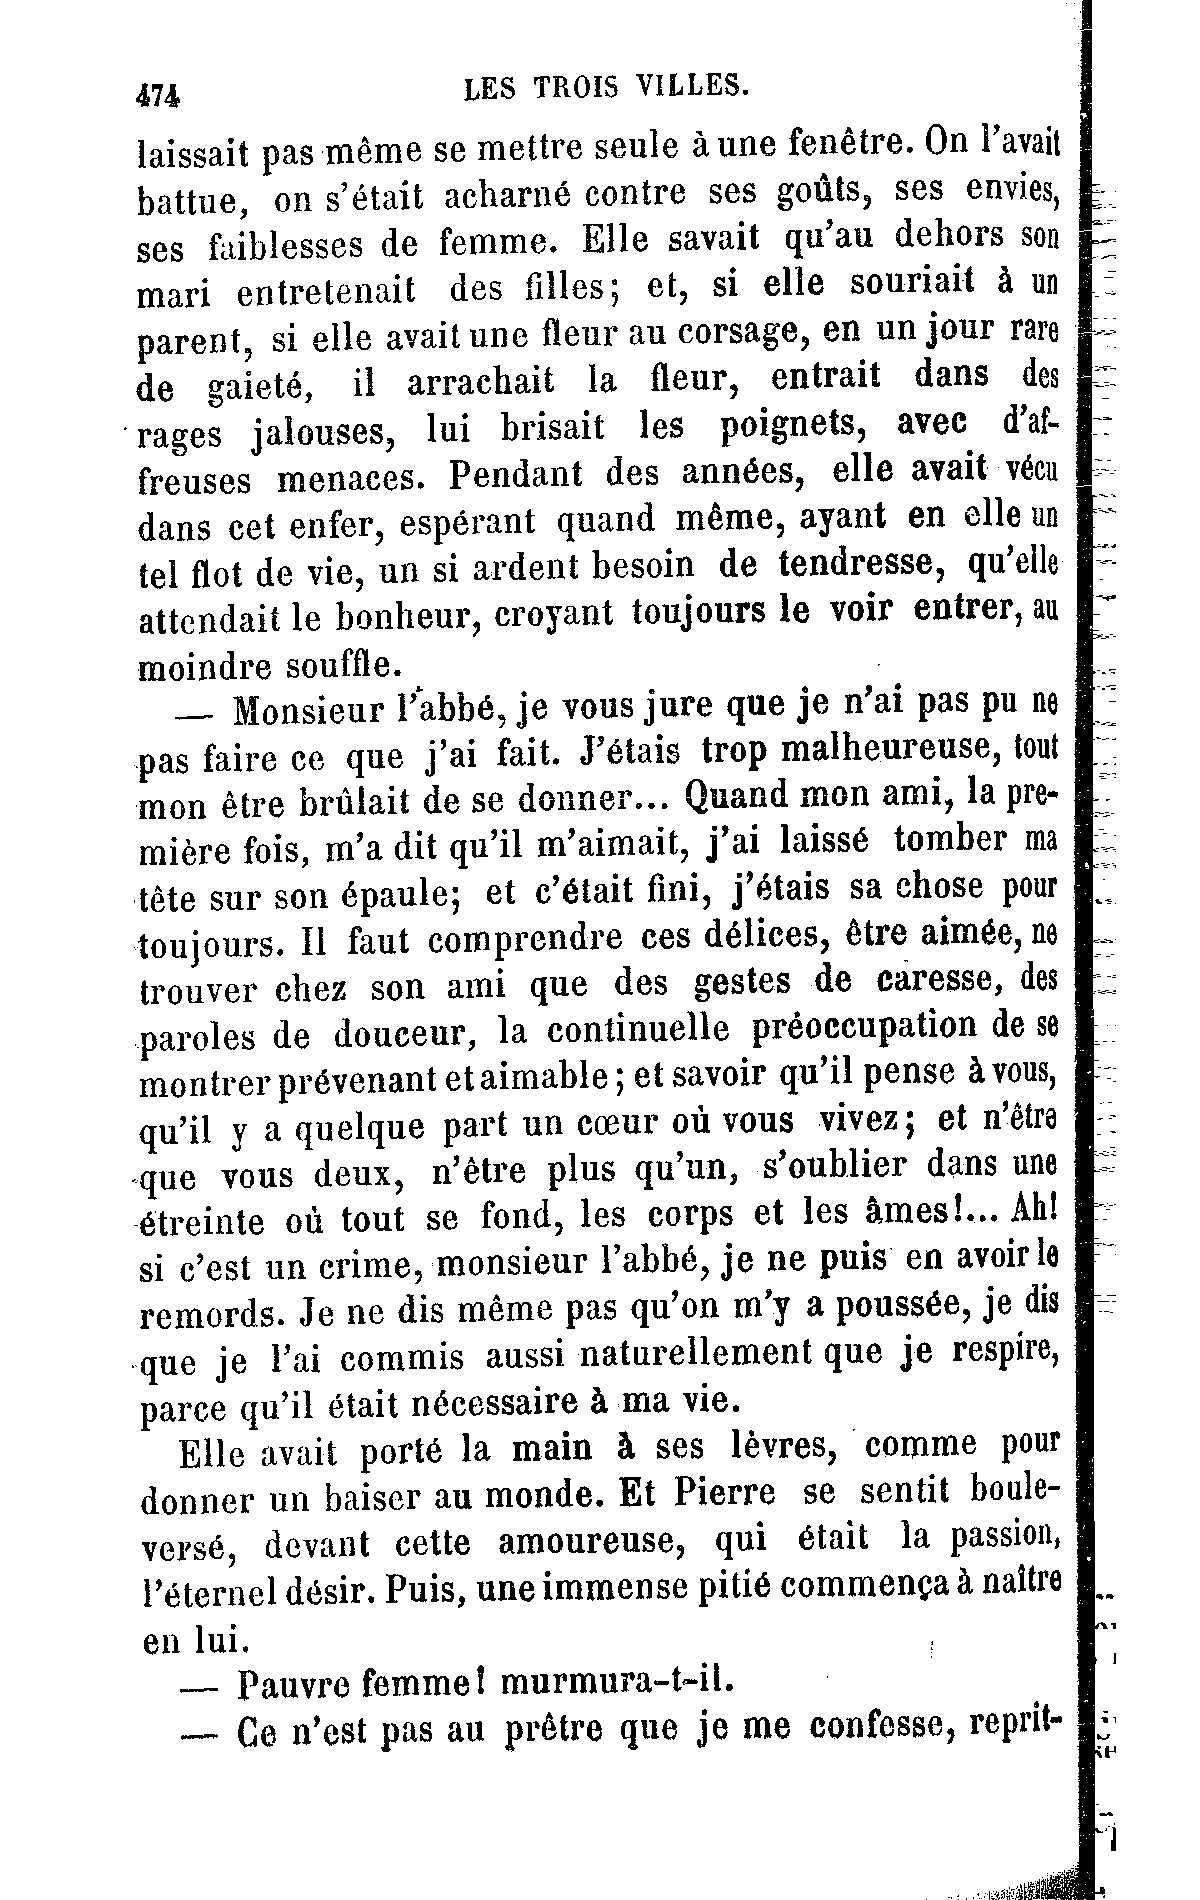 474 LES TROIS VILLES.
laissait pas même se mettre seule à une fenêtre. On l'avait
battue, on s'était acharné contre ses goûts, ses envies,
ses faiblesses de femme. Elle savait qu'au dehors son
mari entretenait des filles; et, si elle souriait à un
parent, si elle avait une fleur au corsage, en un jour rare
de gaieté, il arrachait la fleur, entrait dans des
rages jalouses, lui brisait les poignets, avec d'af-
freuses menaces. Pendant des années, elle avait vécu
dans cet enfer, espérant quand même, ayant en elle un
tel flot de vie, un si ardent besoin de tendresse, qu'elle
attendait le bonheur, croyant toujours le voir entrer, au
moindre souffle.
— Monsieur l'abbé, je vous jure que je n'ai pas pu ne
pas faire ce que j'ai fait. J'étais trop malheureuse, tout
mon être brûlait de se donner... Quand mon ami, la pre-
mière fois, m'a dit qu'il m'aimait, j'ai laissé tomber ma
tête sur son épaule; et c'était fini, j'étais sa chose pour
toujours. Il faut comprendre ces délices, être aimée, ne
trouver chez son ami que des gestes de caresse, des
paroles de douceur, la continuelle préoccupation de se
montrer prévenant et aimable; et savoir qu'il pense à vous,
qu'il y a quelque part un cœur où vous vivez; et n'être
que vous deux, n'être plus qu'un, s'oublier dans une
étreinte où tout se fond, les corps et les âmes!... Ah!
si c'est un crime, monsieur l'abbé, je ne puis en avoir le
remords. Je ne dis même pas qu'on m'y a poussée, je dis
que je l'ai commis aussi naturellement que je respire,
parce qu'il était nécessaire à ma vie.
Elle avait porté la main à ses lèvres, comme pour
donner un baiser au monde. Et Pierre se sentit boule-
versé, devant cette amoureuse, qui était la passion,
l'éternel désir. Puis, une immense pitié commença à naître
en lui.
— Pauvre femme! murmura-t-il.
— Ce n'est pas au prêtre que je me confesse, reprit-